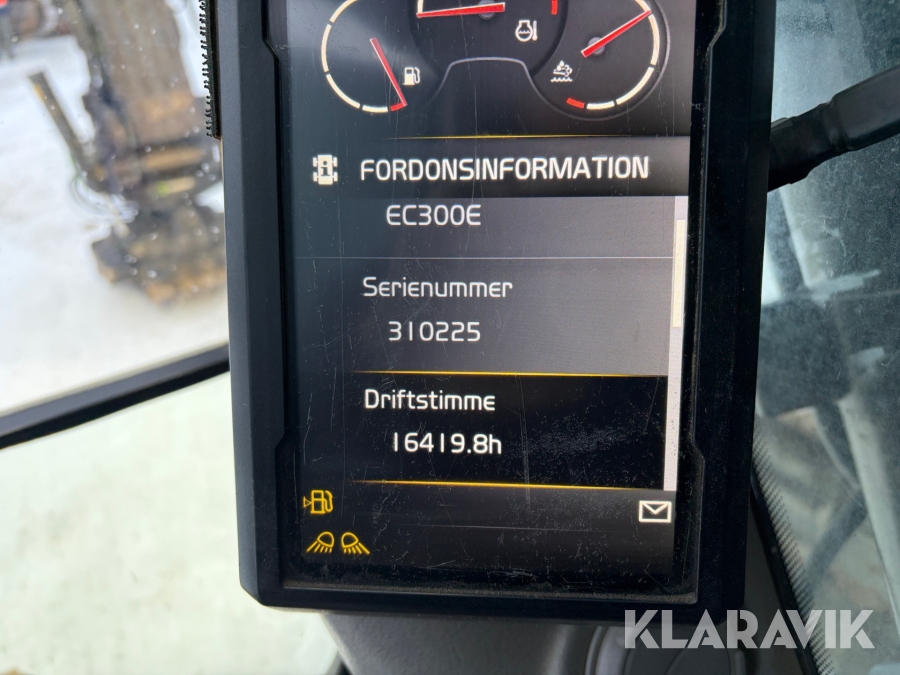 FORDONSINFORMATION
EC300E
Serienummer
310225
Driftstimme
16419.8h
KLARAVIK